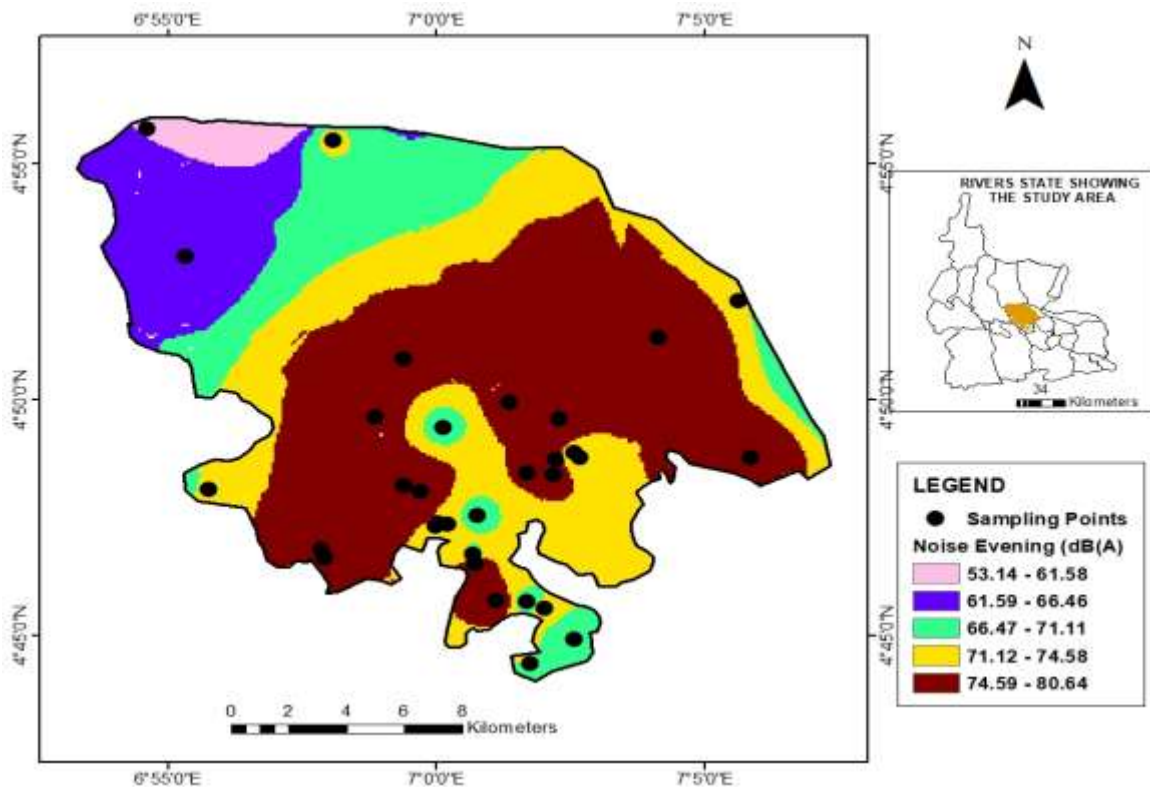 6°55'0"E 7°0'0"E 7°5'0"E
N
4°55'0"N 4°55'0"N
RIVERS STATE SHOWING
THE STUDY AREA
34
Kilometers
4°50'0"N 4°50'0"N
LEGEND
Sampling Points
Noise Evening (dB(A)
53.14 - 61.58
61.59 - 66.46
66.47 - 71.11
71.12 - 74.58
74.59 - 80.64
4°45'0"N 4°45'0"N
0 2 4 6 8
Kilometers
6°55'0"E 7°0'0"E 7°5'0"E